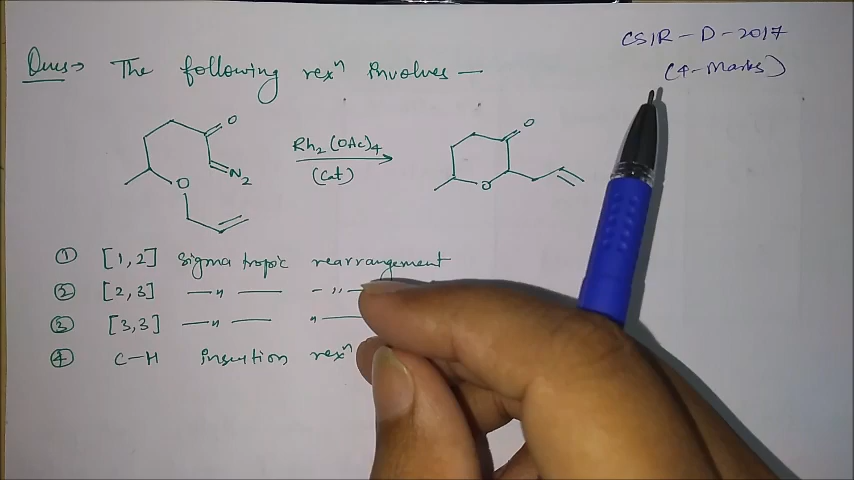 CSIR - D - 2017
Ques→ The following rexⁿ involves —
(4-Marks)
O
N₂
O
Rh₂(OAc)₄
(Cat)
O
O
① [1,2] Sigma tropic rearrangement
② [2,3] —〃— -〃-
③ [3,3] —〃— 〃—
④ C-H insertion rexⁿ